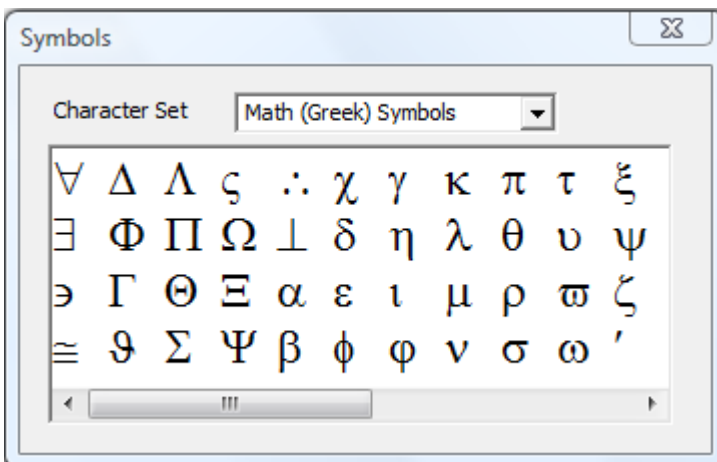 Symbols
Character Set Math (Greek) Symbols
∀ Δ Λ ς ∴ χ γ κ π τ ξ
∃ Φ Π Ω ⊥ δ η λ θ υ ψ
∍ Γ Θ Ξ α ε ι μ ρ ϖ ζ
≅ ϑ Σ Ψ β ϕ φ ν σ ω ′